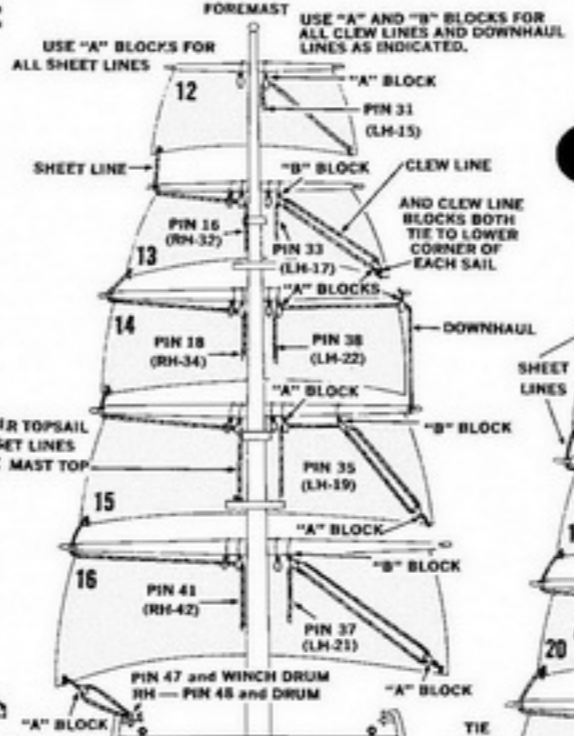 FOREMAST
USE "A" BLOCKS FOR
ALL SHEET LINES
USE "A" AND "B" BLOCKS FOR
ALL CLEW LINES AND DOWNHAUL
LINES AS INDICATED.
"A" BLOCK
12
PIN 31
(LH-15)
SHEET LINE
"B" BLOCK
CLEW LINE
AND CLEW LINE
BLOCKS BOTH
TIE TO LOWER
CORNER OF
EACH SAIL
PIN 16
(RH-32)
PIN 33
(LH-17)
13
"A" BLOCKS
14
PIN 18
(RH-34)
PIN 38
(LH-22)
DOWNHAUL
SHEET
LINES
"A" BLOCK
R TOPSAIL
ET LINES
MAST TOP
"B" BLOCK
PIN 35
(LH-19)
15
"A" BLOCK
16
"B" BLOCK
PIN 41
(RH-42)
PIN 37
(LH-21)
20
PIN 47 and WINCH DRUM
RH — PIN 48 and DRUM
"A" BLOCK
"A" BLOCK
TIE